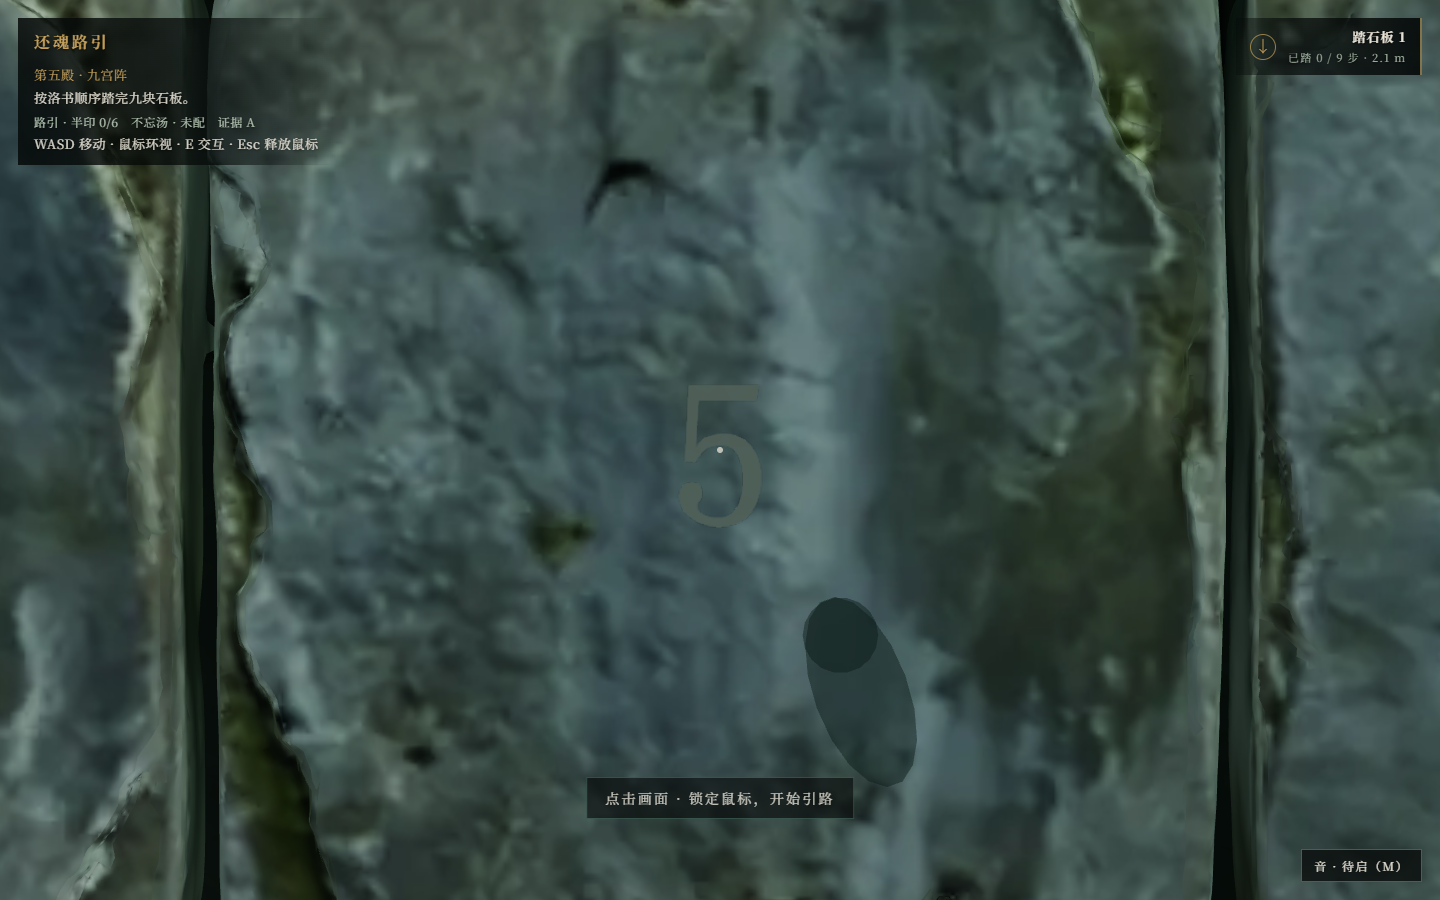 还魂路引
第五殿 · 九宫阵
按洛书顺序踏完九块石板。
路引 · 半印 0/6 不忘汤 · 未配 证据 A
WASD 移动 · 鼠标环视 · E 交互 · Esc 释放鼠标
踏石板 1
已踏 0 / 9 步 · 2.1 m
5
点击画面 · 锁定鼠标，开始引路
音 · 待启（M）